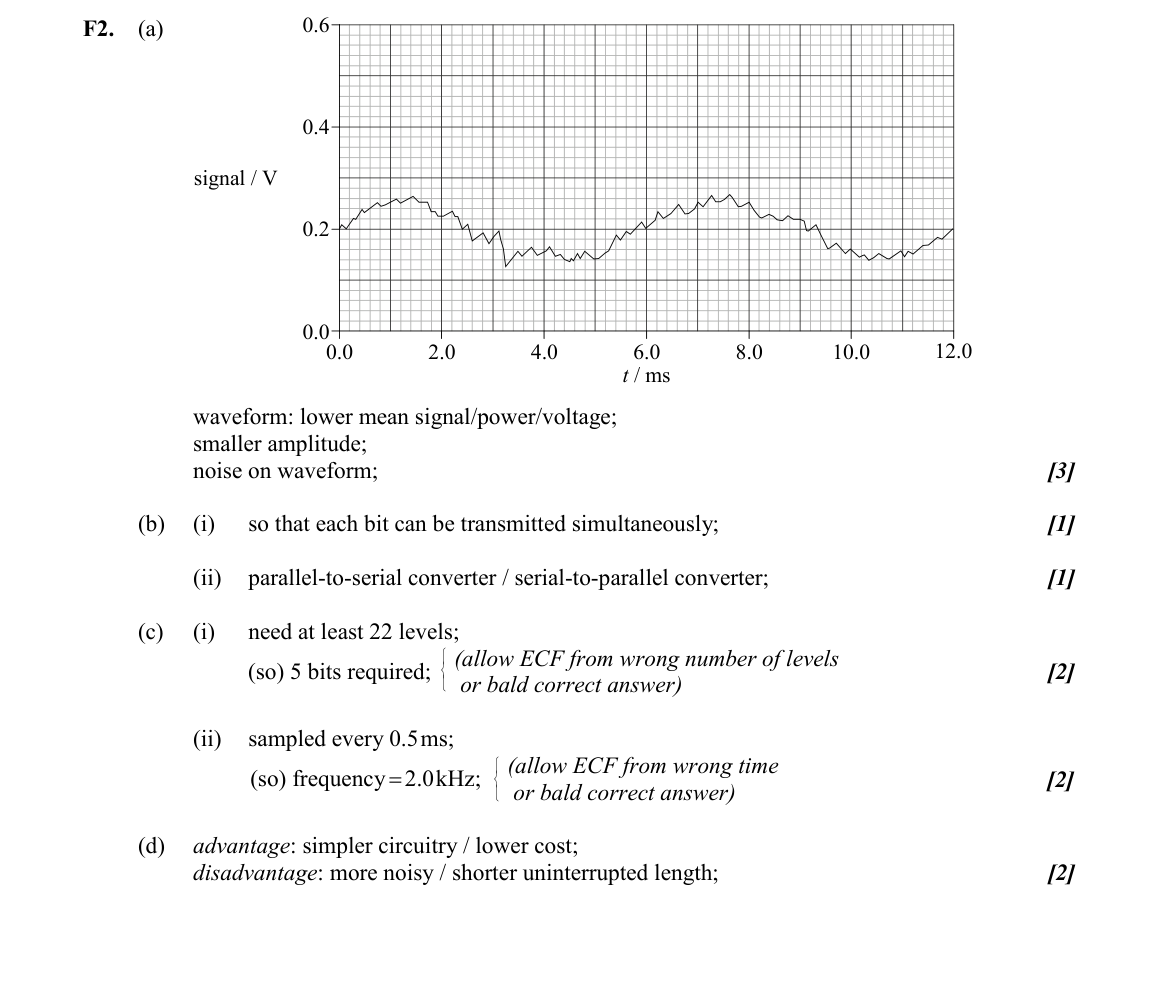 F2. (a)
0.6
0.4
signal / V
0.2
0.0
0.0 2.0 4.0 6.0 8.0 10.0 12.0
t / ms
waveform: lower mean signal/power/voltage;
smaller amplitude;
noise on waveform; [3]
(b) (i) so that each bit can be transmitted simultaneously; [1]
(ii) parallel-to-serial converter / serial-to-parallel converter; [1]
(c) (i) need at least 22 levels;
(so) 5 bits required; { (allow ECF from wrong number of levels
or bald correct answer) [2]
(ii) sampled every 0.5ms;
(so) frequency=2.0kHz; { (allow ECF from wrong time
or bald correct answer) [2]
(d) advantage: simpler circuitry / lower cost;
disadvantage: more noisy / shorter uninterrupted length; [2]